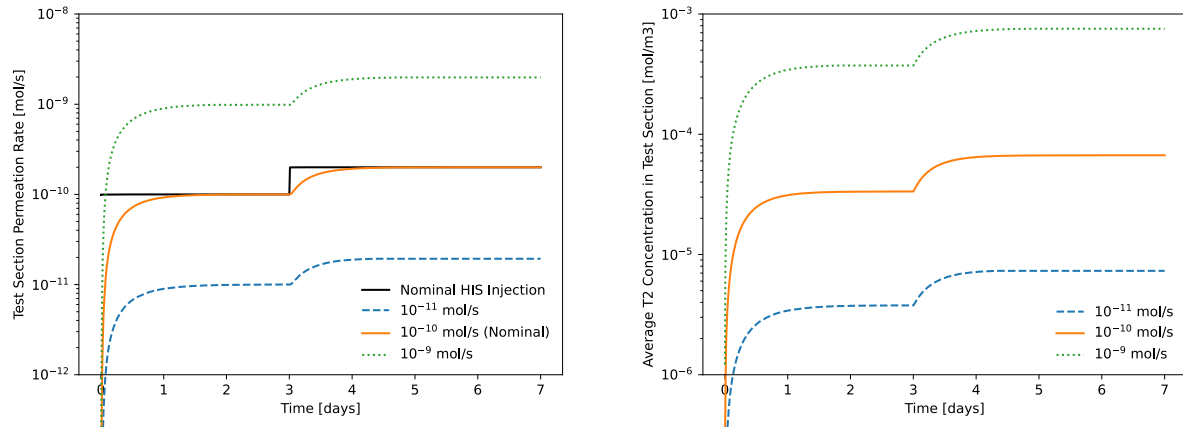 Test Section Permeation Rate [mol/s]
10⁻⁸
10⁻⁹
10⁻¹⁰
10⁻¹¹
10⁻¹²
Nominal HIS Injection
10⁻¹¹ mol/s
10⁻¹⁰ mol/s (Nominal)
10⁻⁹ mol/s
0 1 2 3 4 5 6 7
Time [days]
Average T2 Concentration in Test Section [mol/m3]
10⁻³
10⁻⁴
10⁻⁵
10⁻⁶
10⁻¹¹ mol/s
10⁻¹⁰ mol/s
10⁻⁹ mol/s
0 1 2 3 4 5 6 7
Time [days]